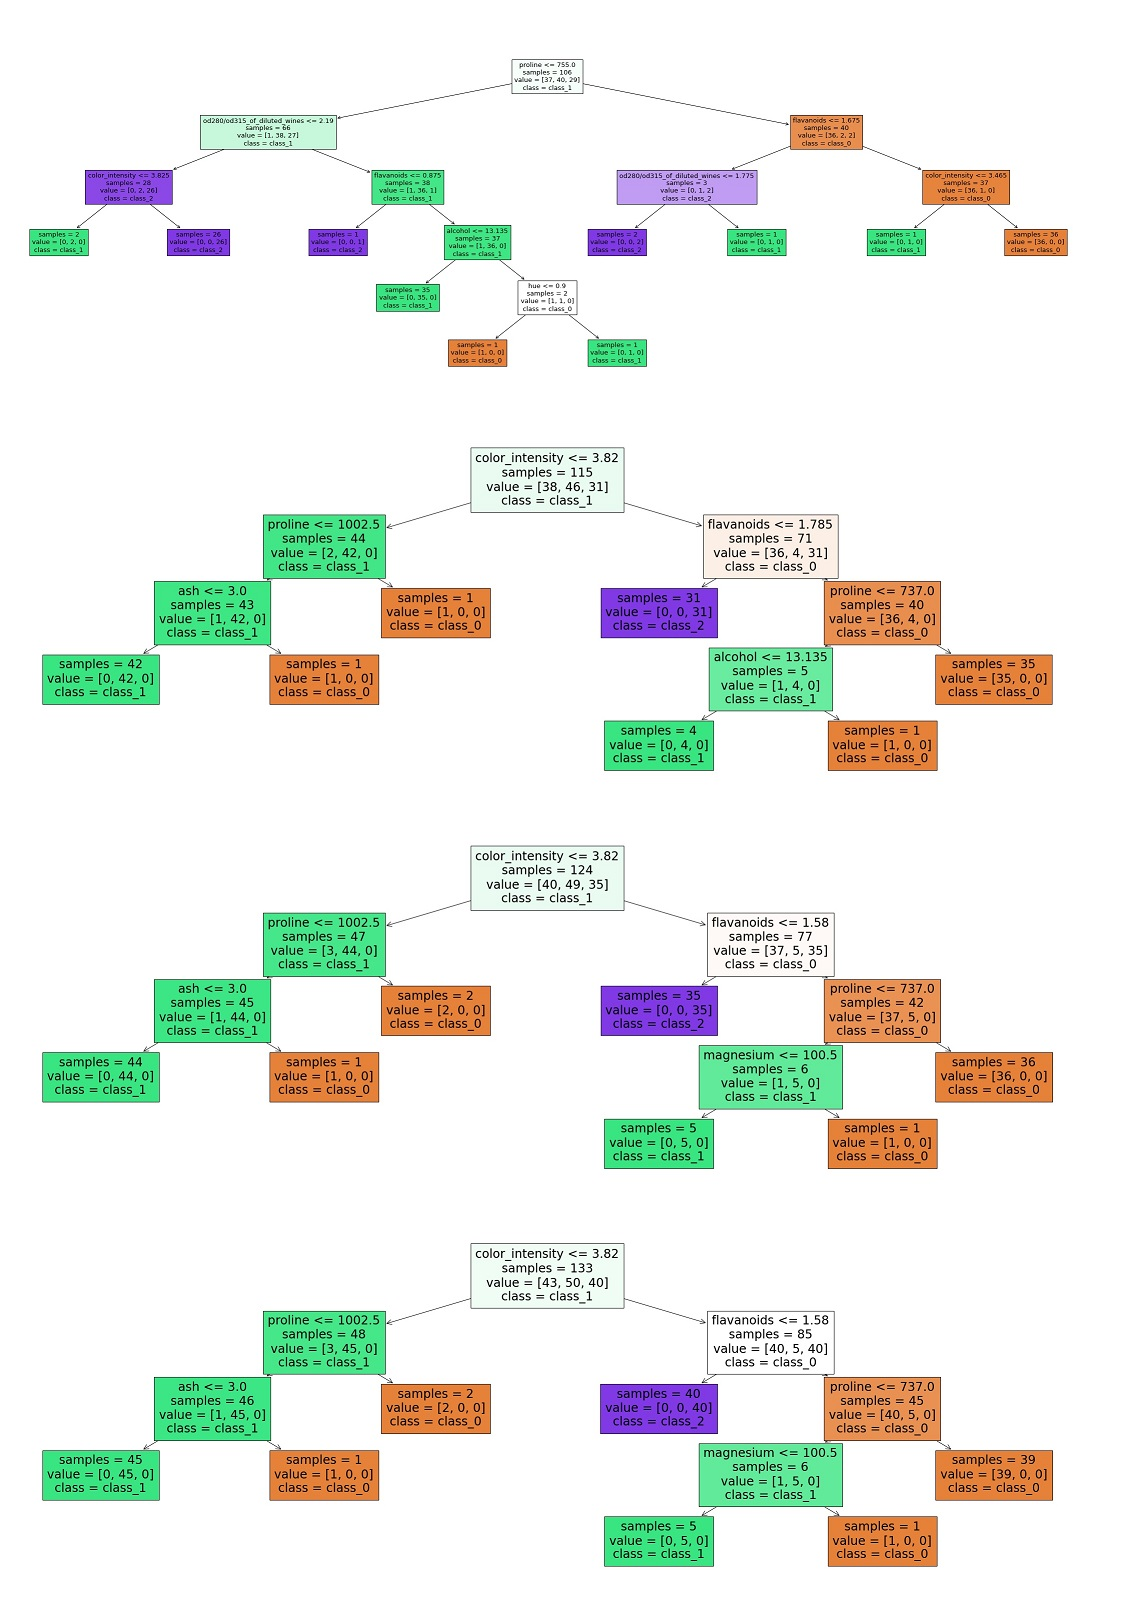 proline <= 755.0
samples = 106
value = [37, 40, 29]
class = class_1
od280/od315_of_diluted_wines <= 2.19
samples = 66
value = [1, 38, 27]
class = class_1
flavanoids <= 1.675
samples = 40
value = [36, 2, 2]
class = class_0
color_intensity <= 3.825
samples = 28
value = [0, 2, 26]
class = class_2
flavanoids <= 0.875
samples = 38
value = [1, 36, 1]
class = class_1
od280/od315_of_diluted_wines <= 1.775
samples = 3
value = [0, 1, 2]
class = class_2
color_intensity <= 3.465
samples = 37
value = [36, 1, 0]
class = class_0
samples = 2
value = [0, 2, 0]
class = class_1
samples = 26
value = [0, 0, 26]
class = class_2
samples = 1
value = [0, 0, 1]
class = class_2
alcohol <= 13.135
samples = 37
value = [1, 36, 0]
class = class_1
samples = 2
value = [0, 0, 2]
class = class_2
samples = 1
value = [0, 1, 0]
class = class_1
samples = 1
value = [0, 1, 0]
class = class_1
samples = 36
value = [36, 0, 0]
class = class_0
samples = 35
value = [0, 35, 0]
class = class_1
hue <= 0.9
samples = 2
value = [1, 1, 0]
class = class_0
samples = 1
value = [1, 0, 0]
class = class_0
samples = 1
value = [0, 1, 0]
class = class_1
color_intensity <= 3.82
samples = 115
value = [38, 46, 31]
class = class_1
proline <= 1002.5
samples = 44
value = [2, 42, 0]
class = class_1
flavanoids <= 1.785
samples = 71
value = [36, 4, 31]
class = class_0
ash <= 3.0
samples = 43
value = [1, 42, 0]
class = class_1
samples = 1
value = [1, 0, 0]
class = class_0
samples = 31
value = [0, 0, 31]
class = class_2
proline <= 737.0
samples = 40
value = [36, 4, 0]
class = class_0
samples = 42
value = [0, 42, 0]
class = class_1
samples = 1
value = [1, 0, 0]
class = class_0
alcohol <= 13.135
samples = 5
value = [1, 4, 0]
class = class_1
samples = 35
value = [35, 0, 0]
class = class_0
samples = 4
value = [0, 4, 0]
class = class_1
samples = 1
value = [1, 0, 0]
class = class_0
color_intensity <= 3.82
samples = 124
value = [40, 49, 35]
class = class_1
proline <= 1002.5
samples = 47
value = [3, 44, 0]
class = class_1
flavanoids <= 1.58
samples = 77
value = [37, 5, 35]
class = class_0
ash <= 3.0
samples = 45
value = [1, 44, 0]
class = class_1
samples = 2
value = [2, 0, 0]
class = class_0
samples = 35
value = [0, 0, 35]
class = class_2
proline <= 737.0
samples = 42
value = [37, 5, 0]
class = class_0
samples = 44
value = [0, 44, 0]
class = class_1
samples = 1
value = [1, 0, 0]
class = class_0
magnesium <= 100.5
samples = 6
value = [1, 5, 0]
class = class_1
samples = 36
value = [36, 0, 0]
class = class_0
samples = 5
value = [0, 5, 0]
class = class_1
samples = 1
value = [1, 0, 0]
class = class_0
color_intensity <= 3.82
samples = 133
value = [43, 50, 40]
class = class_1
proline <= 1002.5
samples = 48
value = [3, 45, 0]
class = class_1
flavanoids <= 1.58
samples = 85
value = [40, 5, 40]
class = class_0
ash <= 3.0
samples = 46
value = [1, 45, 0]
class = class_1
samples = 2
value = [2, 0, 0]
class = class_0
samples = 40
value = [0, 0, 40]
class = class_2
proline <= 737.0
samples = 45
value = [40, 5, 0]
class = class_0
samples = 45
value = [0, 45, 0]
class = class_1
samples = 1
value = [1, 0, 0]
class = class_0
magnesium <= 100.5
samples = 6
value = [1, 5, 0]
class = class_1
samples = 39
value = [39, 0, 0]
class = class_0
samples = 5
value = [0, 5, 0]
class = class_1
samples = 1
value = [1, 0, 0]
class = class_0